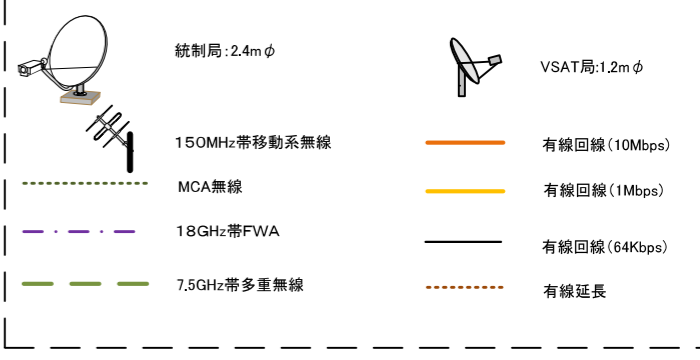 統制局:2.4mφ
VSAT局:1.2mφ
150MHz帯移動系無線
有線回線(10Mbps)
MCA無線
有線回線(1Mbps)
18GHz帯FWA
有線回線(64Kbps)
7.5GHz帯多重無線
有線延長